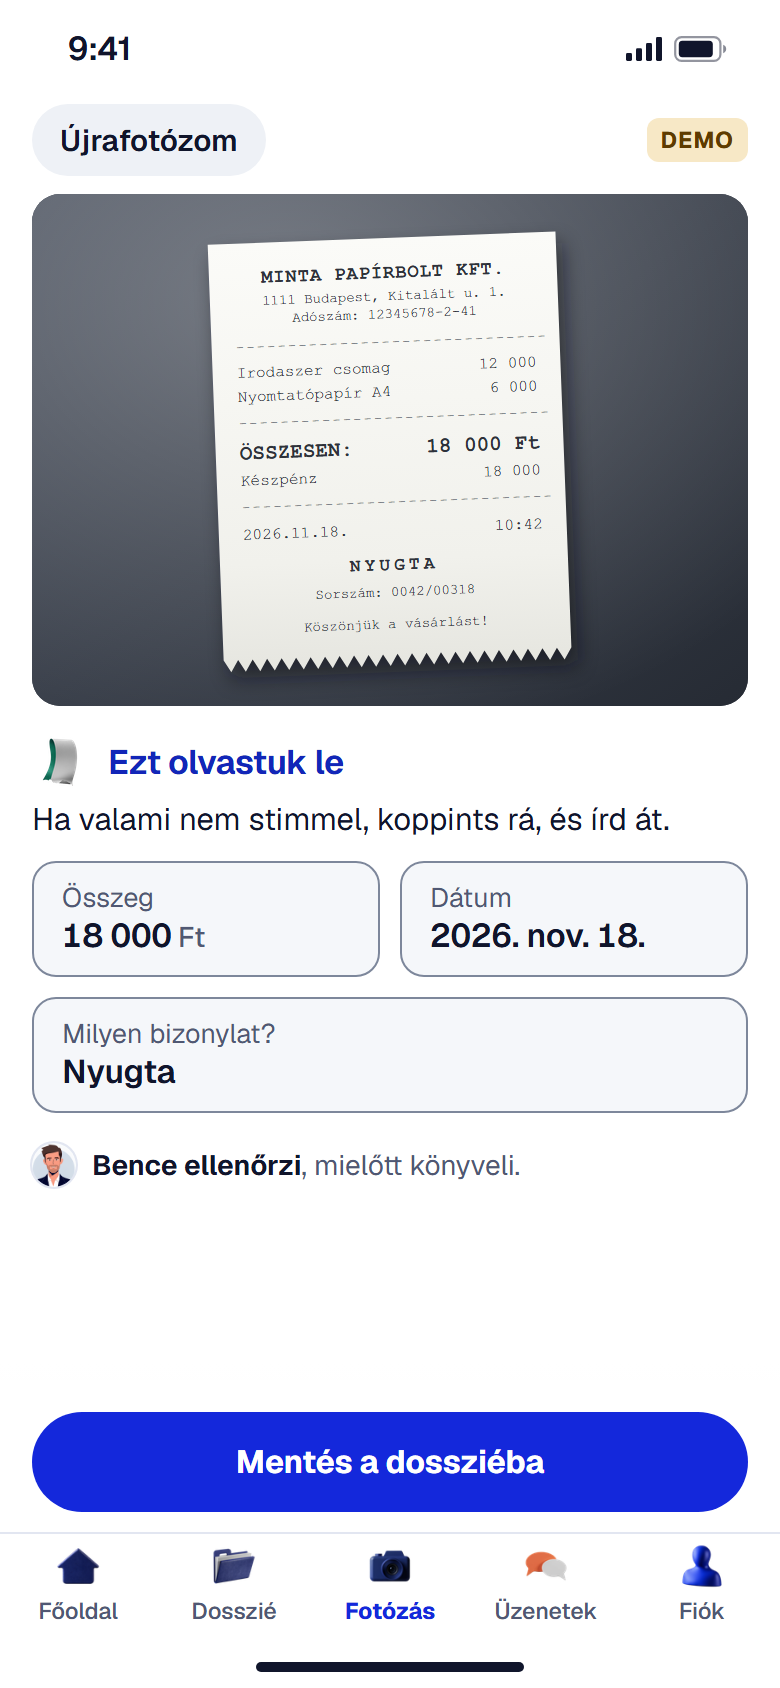 9:41
Újrafotózom
DEMO
MINTA PAPÍRBOLT KFT.
1111 Budapest, Kitalált u. 1.
Adószám: 12345678-2-41
Irodaszer csomag 12 000
Nyomtatópapír A4 6 000
ÖSSZESEN: 18 000 Ft
Készpénz 18 000
2026.11.18. 10:42
NYUGTA
Sorszám: 0042/00318
Köszönjük a vásárlást!
Ezt olvastuk le
Ha valami nem stimmel, koppints rá, és írd át.
Összeg Dátum
18 000 Ft 2026. nov. 18.
Milyen bizonylat?
Nyugta
Bence ellenőrzi, mielőtt könyveli.
Mentés a dossziéba
Főoldal Dosszié Fotózás Üzenetek Fiók